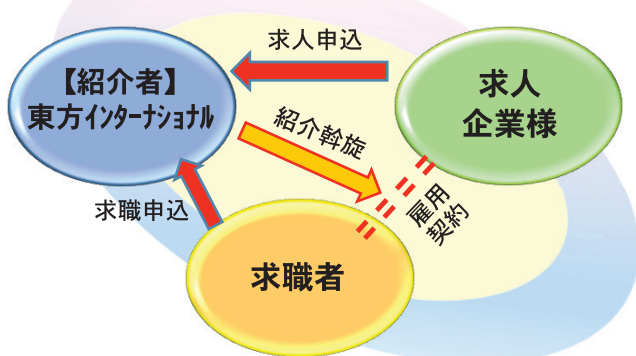 求人申込
【紹介者】
東方ｲﾝﾀｰﾅｼｮﾅﾙ
求人
企業様
紹介斡旋
求職申込
雇用
契約
求職者